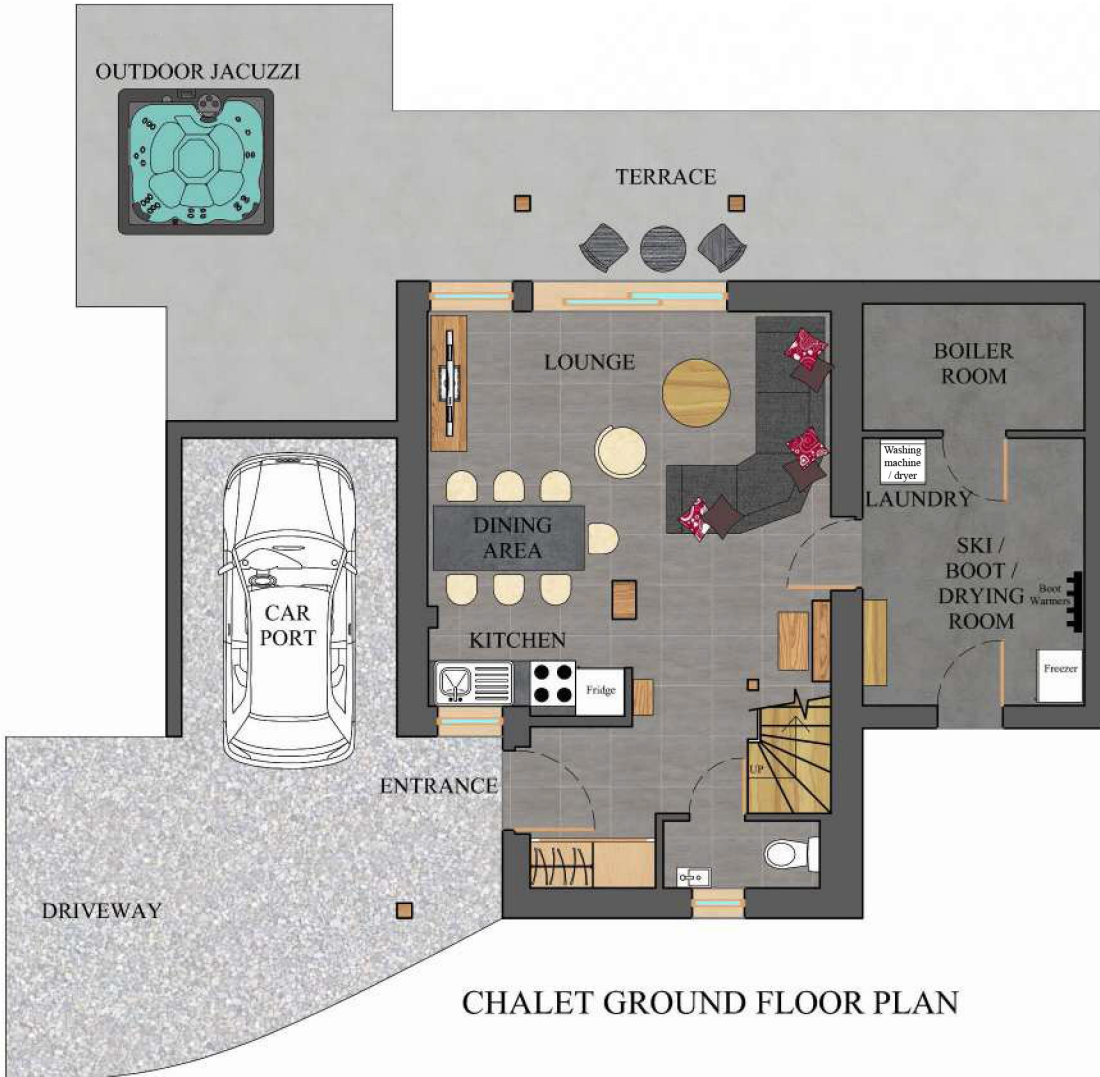 OUTDOOR JACUZZI
TERRACE
LOUNGE
BOILER
ROOM
Washing
machine
/ dryer
LAUNDRY
DINING
AREA
SKI /
BOOT /
DRYING
ROOM
Boot
Warmers
CAR
PORT
KITCHEN
Fridge
Freezer
UP
ENTRANCE
DRIVEWAY
CHALET GROUND FLOOR PLAN